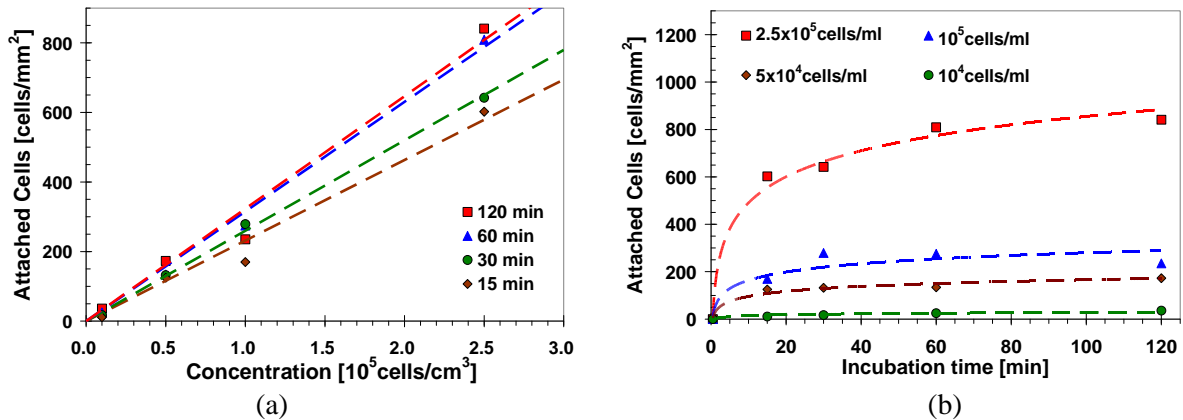 Attached Cells [cells/mm²]
800
600
400
200
0
120 min
60 min
30 min
15 min
0.0 0.5 1.0 1.5 2.0 2.5 3.0
Concentration [10⁵cells/cm³]
(a)
Attached Cells [cells/mm²]
1200
1000
800
600
400
200
0
2.5x10⁵cells/ml 10⁵cells/ml
5x10⁴cells/ml 10⁴cells/ml
0 20 40 60 80 100 120
Incubation time [min]
(b)